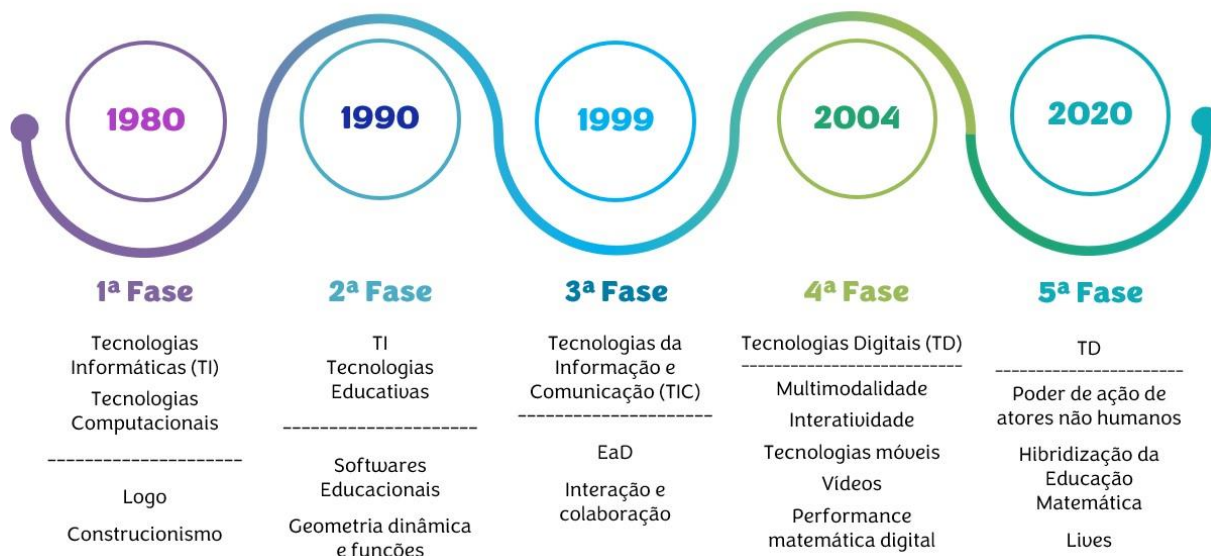 1980
1990
1999
2004
2020
1ª Fase
Tecnologias
Informáticas (TI)
Tecnologias
Computacionais
Logo
Construcionismo
2ª Fase
TI
Tecnologias
Educativas
Softwares
Educacionais
Geometria dinâmica
e funções
3ª Fase
Tecnologias da
Informação e
Comunicação (TIC)
EaD
Interação e
colaboração
4ª Fase
Tecnologias Digitais (TD)
Multimodalidade
Interatividade
Tecnologias móveis
Vídeos
Performance
matemática digital
5ª Fase
TD
Poder de ação de
atores não humanos
Hibridização da
Educação
Matemática
Lives